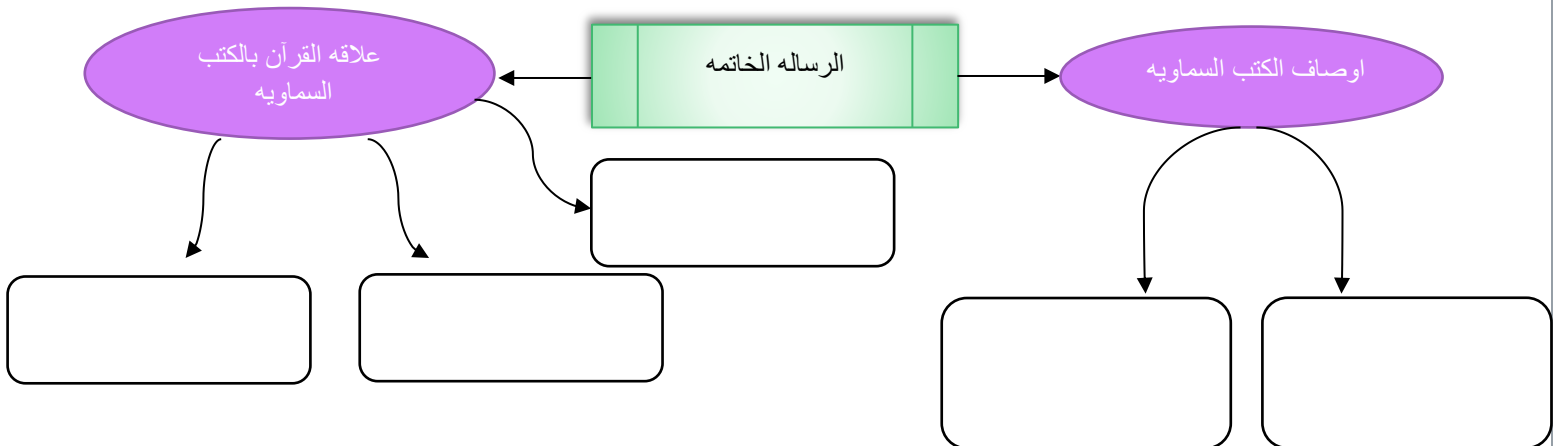 الرساله الخاتمه
اوصاف الكتب السماويه
علاقه القرآن بالكتب
السماويه